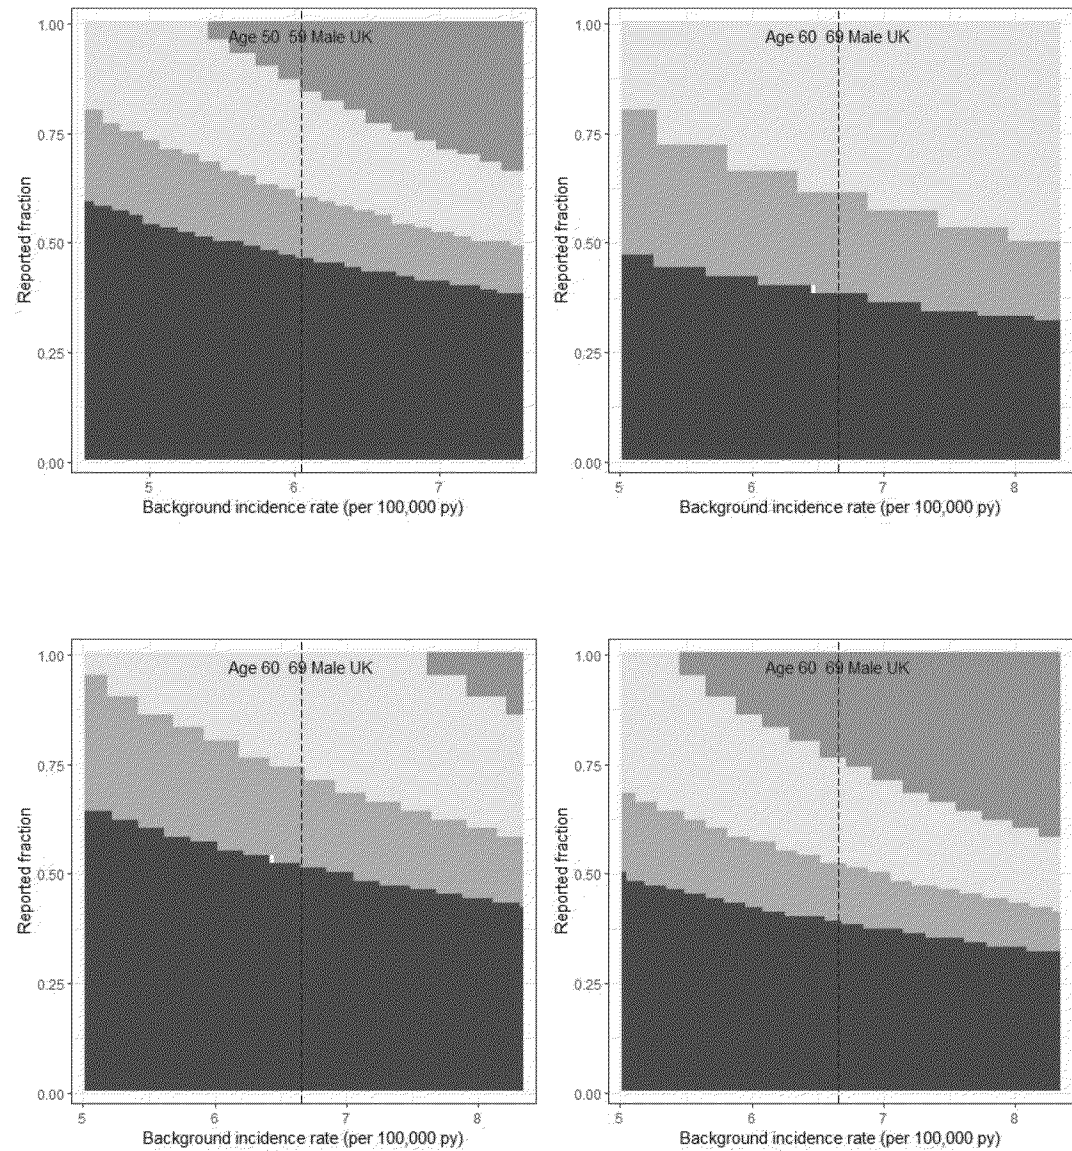 Age 50 59 Male UK
1.00
0.75
0.50
0.25
0.00
Reported fraction
5 6 7
Background incidence rate (per 100,000 py)
Age 60 69 Male UK
1.00
0.75
0.50
0.25
0.00
Reported fraction
5 6 7 8
Background incidence rate (per 100,000 py)
Age 60 69 Male UK
1.00
0.75
0.50
0.25
0.00
Reported fraction
5 6 7 8
Background incidence rate (per 100,000 py)
Age 60 69 Male UK
1.00
0.75
0.50
0.25
0.00
Reported fraction
5 6 7 8
Background incidence rate (per 100,000 py)